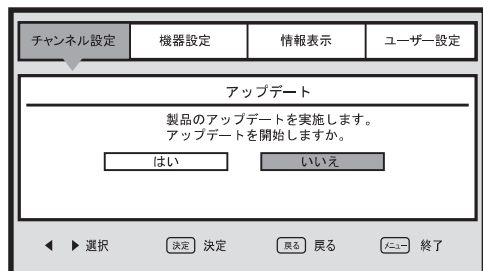 チャンネル設定 機器設定 情報表示 ユーザー設定
アップデート
製品のアップデートを実施します。
アップデートを開始しますか。
はい いいえ
選択 決定 決定 戻る 戻る メニュー 終了